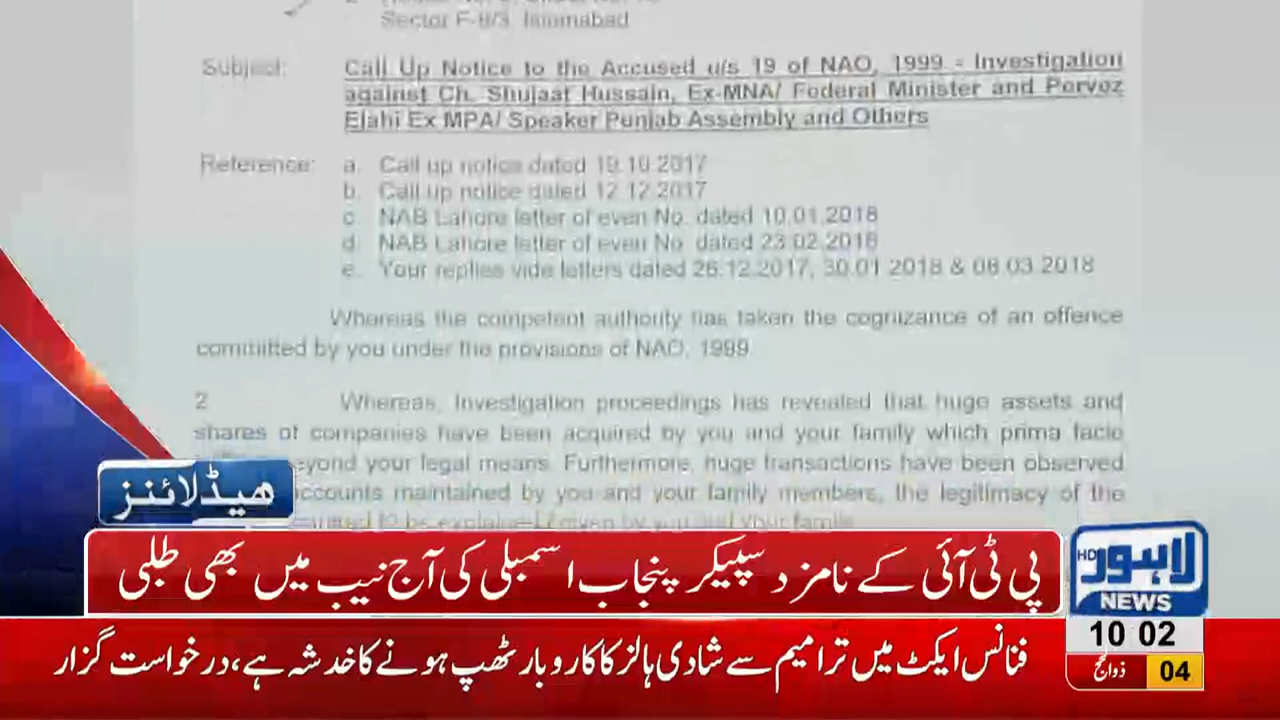 Sector F-8/3, Islamabad
Subject: Call Up Notice to the Accused u/s 19 of NAO, 1999 - Investigation
against Ch. Shujaat Hussain, Ex-MNA/ Federal Minister and Pervez
Elahi Ex MPA/ Speaker Punjab Assembly and Others
Reference: a. Call up notice dated 19.10.2017
b. Call up notice dated 12.12.2017
c. NAB Lahore letter of even No. dated 10.01.2018
d. NAB Lahore letter of even No. dated 23.02.2018
e. Your replies vide letters dated 26.12.2017, 30.01.2018 & 08.03.2018
Whereas the competent authority has taken the cognizance of an offence
committed by you under the provisions of NAO, 1999
2 Whereas, Investigation proceedings has revealed that huge assets and
shares of companies have been acquired by you and your family which prima facie
eyond your legal means. Furthermore, huge transactions have been observed
ccounts maintained by you and your family members, the legitimacy of the
to be by you and your family
ہیڈلائنز
پی ٹی آئی کے نامزد سپیکر پنجاب اسمبلی کی آج نیب میں بھی طلبی
HD لاہور
NEWS
فنانس ایکٹ میں ترامیم سے شادی ہالز کا کاروبار ٹھپ ہونے کا خدشہ ہے، درخواست گزار
10 02
ذوالحج 04